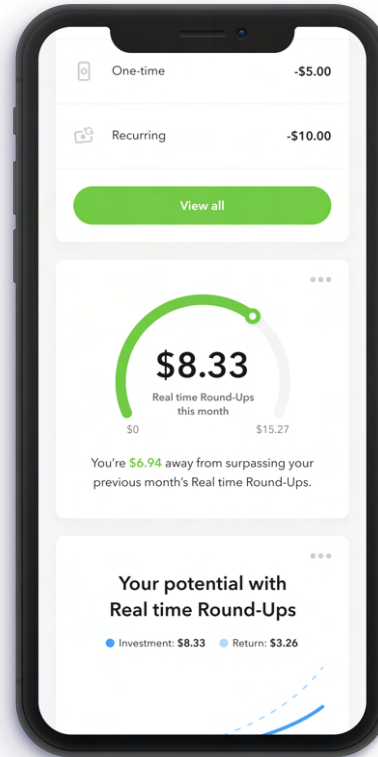 One-time -$5.00
Recurring -$10.00
View all
$8.33
Real time Round-Ups
this month
$0 $15.27
You're $6.94 away from surpassing your
previous month's Real time Round-Ups.
Your potential with
Real time Round-Ups
Investment: $8.33 Return: $3.26